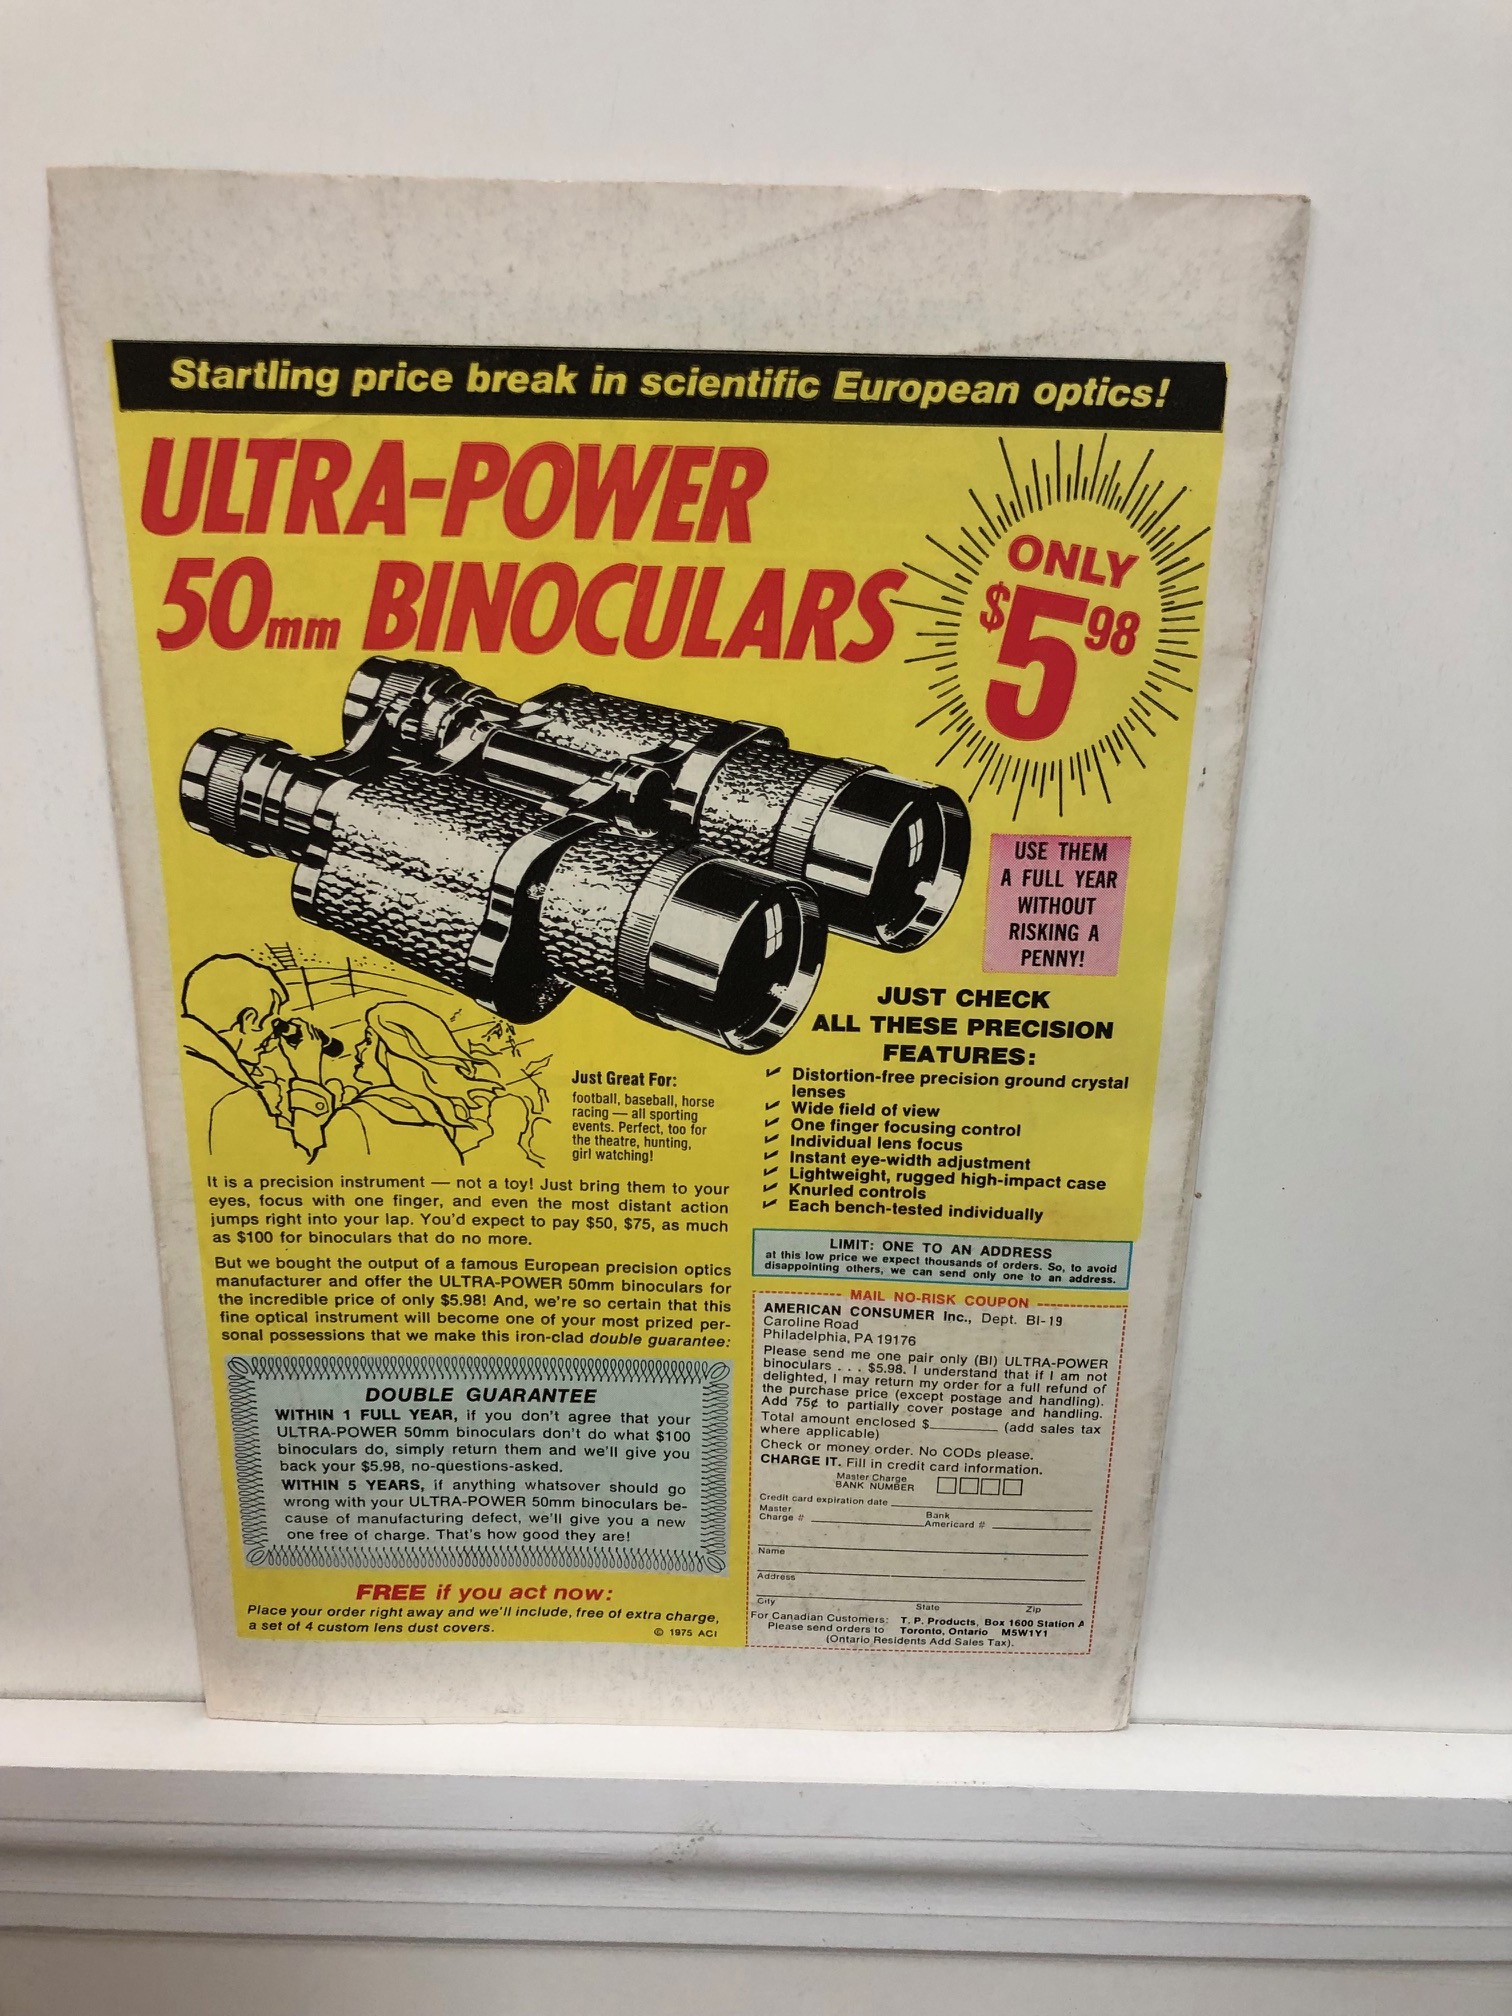 Startling price break in scientific European optics!
ULTRA-POWER
50mm BINOCULARS
ONLY
$5 98
USE THEM
A FULL YEAR
WITHOUT
RISKING A
PENNY!
JUST CHECK
ALL THESE PRECISION
FEATURES:
Distortion-free precision ground crystal
lenses
Wide field of view
One finger focusing control
Individual lens focus
Instant eye-width adjustment
Lightweight, rugged high-impact case
Knurled controls
Each bench-tested individually
Just Great For:
football, baseball, horse
racing — all sporting
events. Perfect, too for
the theatre, hunting,
girl watching!
It is a precision instrument — not a toy! Just bring them to your
eyes, focus with one finger, and even the most distant action
jumps right into your lap. You'd expect to pay $50, $75, as much
as $100 for binoculars that do no more.
But we bought the output of a famous European precision optics
manufacturer and offer the ULTRA-POWER 50mm binoculars for
the incredible price of only $5.98! And, we're so certain that this
fine optical instrument will become one of your most prized per-
sonal possessions that we make this iron-clad double guarantee:
DOUBLE GUARANTEE
WITHIN 1 FULL YEAR, if you don't agree that your
ULTRA-POWER 50mm binoculars don't do what $100
binoculars do, simply return them and we'll give you
back your $5.98, no-questions-asked.
WITHIN 5 YEARS, if anything whatsoever should go
wrong with your ULTRA-POWER 50mm binoculars be-
cause of manufacturing defect, we'll give you a new
one free of charge. That's how good they are!
FREE if you act now:
Place your order right away and we'll include, free of extra charge,
a set of 4 custom lens dust covers.
© 1975 ACI
LIMIT: ONE TO AN ADDRESS
at this low price we expect thousands of orders. So, to avoid
disappointing others, we can send only one to an address.
MAIL NO-RISK COUPON
AMERICAN CONSUMER Inc., Dept. BI-19
Caroline Road
Philadelphia, PA 19176
Please send me one pair only (BI) ULTRA-POWER
binoculars . . . $5.98. I understand that if I am not
delighted, I may return my order for a full refund of
the purchase price (except postage and handling).
Add 75¢ to partially cover postage and handling.
Total amount enclosed $________ (add sales tax
where applicable)
Check or money order. No CODs please.
CHARGE IT. Fill in credit card information.
Master Charge
BANK NUMBER
Credit card expiration date
Master
Charge #
Bank
Americard #
Name
Address
City State Zip
For Canadian Customers: T. P. Products, Box 1600 Station A
Please send orders to Toronto, Ontario M5W1Y1
(Ontario Residents Add Sales Tax).